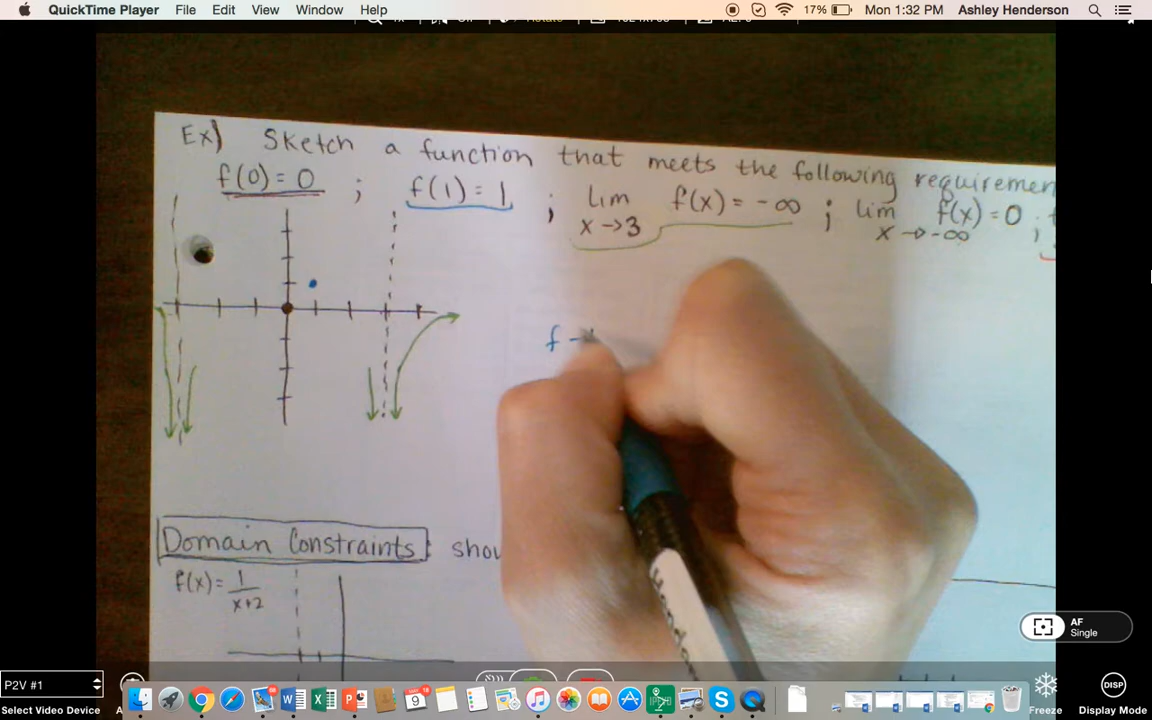 QuickTime Player File Edit View Window Help 17% Mon 1:32 PM Ashley Henderson
Ex) Sketch a function that meets the following requiremen
f(0) = 0 ; f(1) = 1 ; lim x→3 f(x) = -∞ ; lim x→-∞ f(x) = 0 ;
f
Domain Constraints : show
f(x) = 1/x+2
AF
Single
P2V #1
Select Video Device
Freeze
DISP
Display Mode